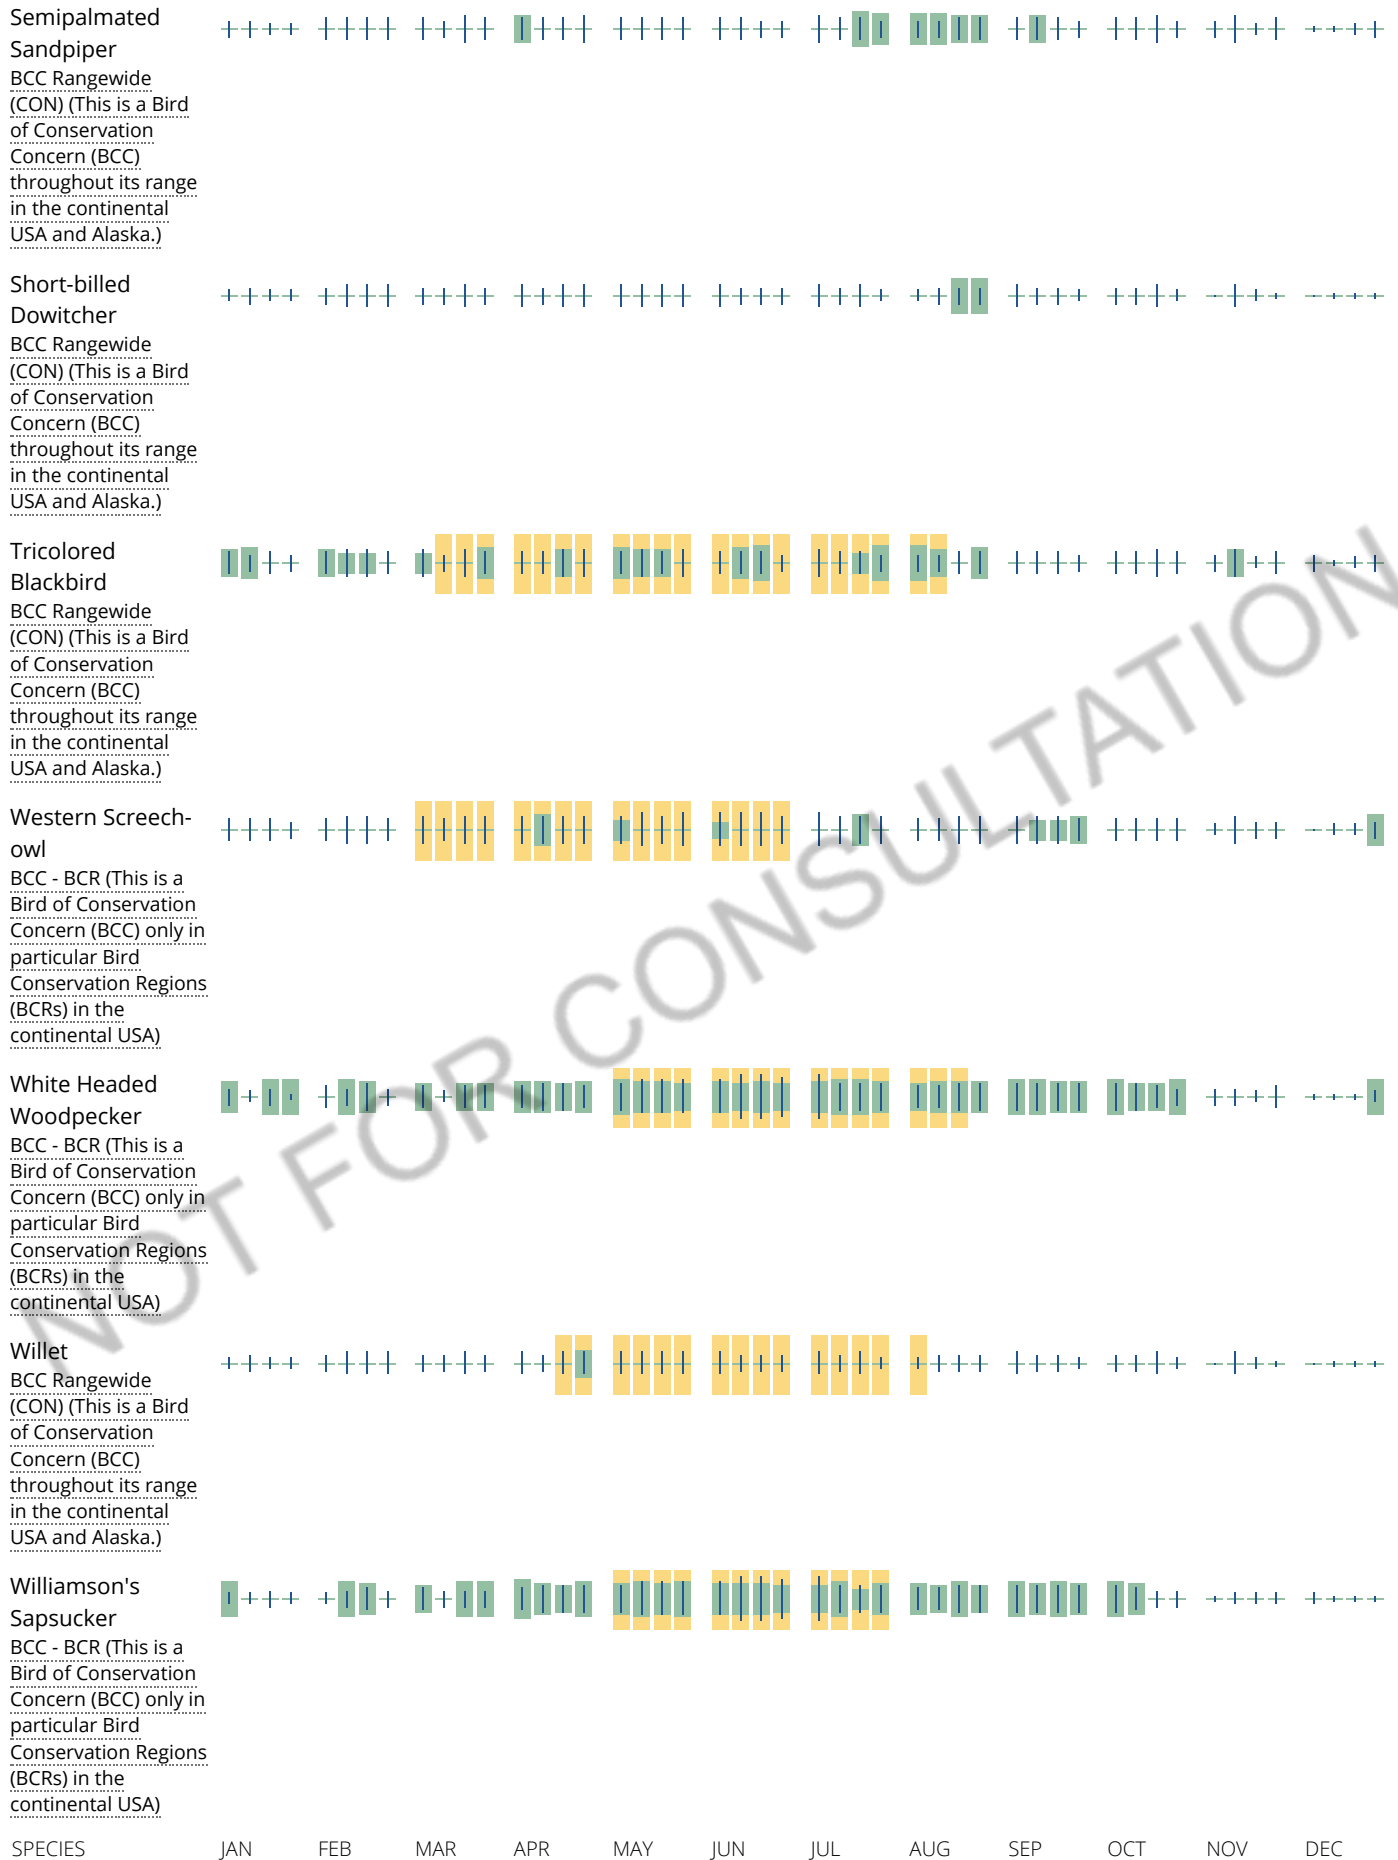 Semipalmated
Sandpiper
BCC Rangewide
(CON) (This is a Bird
of Conservation
Concern (BCC)
throughout its range
in the continental
USA and Alaska.)
Short-billed
Dowitcher
BCC Rangewide
(CON) (This is a Bird
of Conservation
Concern (BCC)
throughout its range
in the continental
USA and Alaska.)
Tricolored
Blackbird
BCC Rangewide
(CON) (This is a Bird
of Conservation
Concern (BCC)
throughout its range
in the continental
USA and Alaska.)
Western Screech-
owl
BCC - BCR (This is a
Bird of Conservation
Concern (BCC) only in
particular Bird
Conservation Regions
(BCRs) in the
continental USA)
White Headed
Woodpecker
BCC - BCR (This is a
Bird of Conservation
Concern (BCC) only in
particular Bird
Conservation Regions
(BCRs) in the
continental USA)
Willet
BCC Rangewide
(CON) (This is a Bird
of Conservation
Concern (BCC)
throughout its range
in the continental
USA and Alaska.)
Williamson's
Sapsucker
BCC - BCR (This is a
Bird of Conservation
Concern (BCC) only in
particular Bird
Conservation Regions
(BCRs) in the
continental USA)
SPECIES JAN FEB MAR APR MAY JUN JUL AUG SEP OCT NOV DEC
NOT FOR CONSULTATION